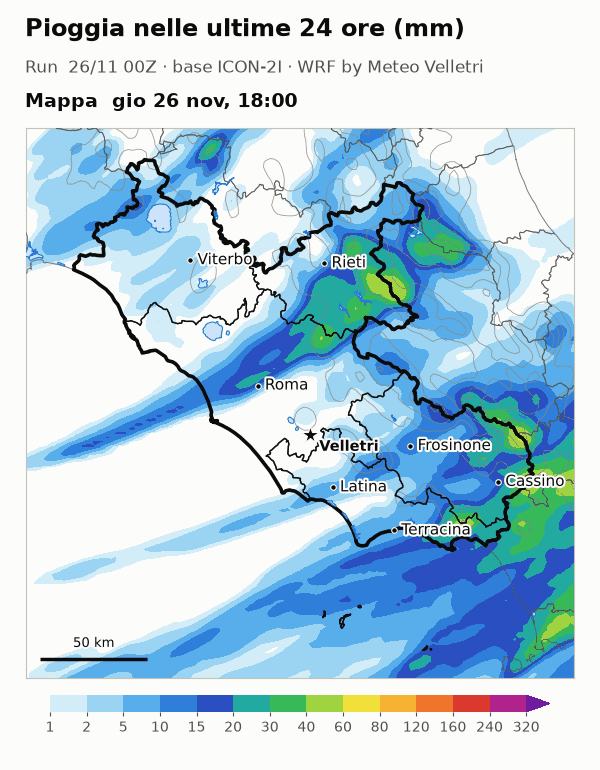 Pioggia nelle ultime 24 ore (mm)
Run 26/11 00Z · base ICON-2I · WRF by Meteo Velletri
Mappa gio 26 nov, 18:00
Viterbo
Rieti
Roma
Velletri
Frosinone
Latina
Cassino
Terracina
50 km
1 2 5 10 15 20 30 40 60 80 120 160 240 320